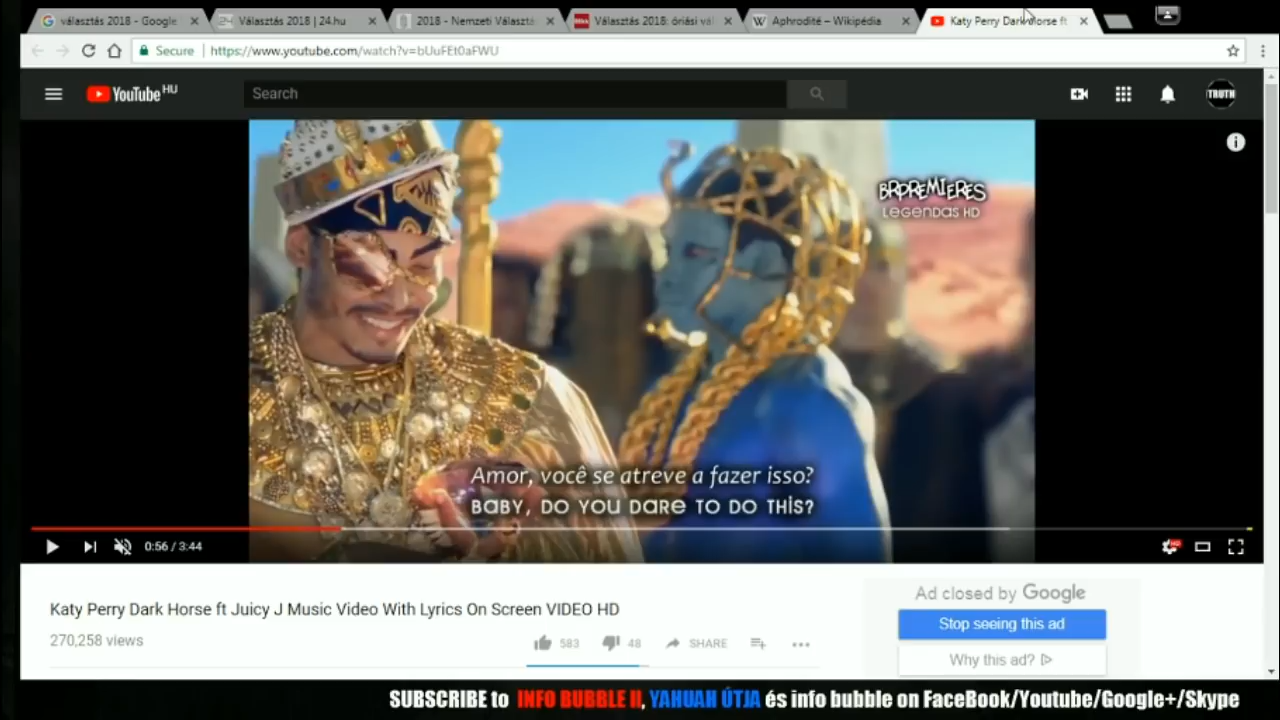 választás 2018 - Google
Választás 2018 | 24.hu
2018 - Nemzeti Választá
Választás 2018: óriási vál
Aphrodité – Wikipédia
Katy Perry Dark Horse ft
Secure https://www.youtube.com/watch?v=bUuFEt0aFWU
YouTube HU
Search
TRUTH
BRPREMIERES
LEGENDAS HD
Amor, você se atreve a fazer isso?
BABY, DO YOU DARE TO DO THIS?
0:56 / 3:44
HD
Katy Perry Dark Horse ft Juicy J Music Video With Lyrics On Screen VIDEO HD
270,258 views
583
48
SHARE
Ad closed by Google
Stop seeing this ad
Why this ad?
SUBSCRIBE to INFO BUBBLE II, YAHUAH ÚTJA és info bubble on FaceBook/Youtube/Google+/Skype